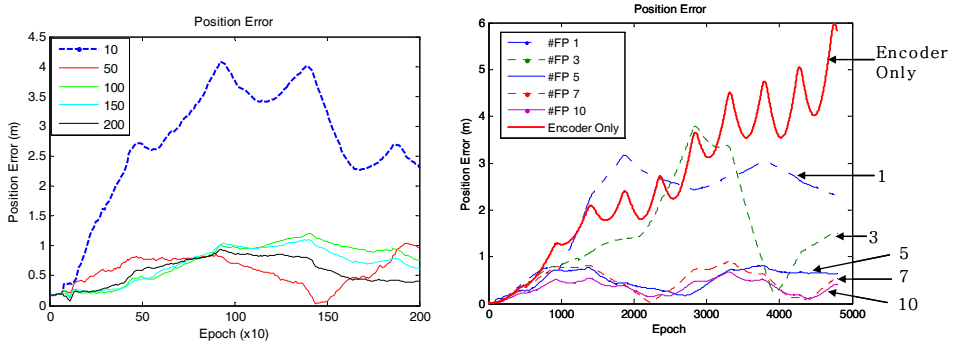 Position Error
4.5
4
3.5
3
2.5
2
1.5
1
0.5
0
0
50
100
150
200
Position Error (m)
Epoch (x10)
10
50
100
150
200
Position Error
6
5
4
3
2
1
0
0
1000
2000
3000
4000
5000
Position Error (m)
Epoch
#FP 1
#FP 3
#FP 5
#FP 7
#FP 10
Encoder Only
Encoder
Only
1
3
5
7
10